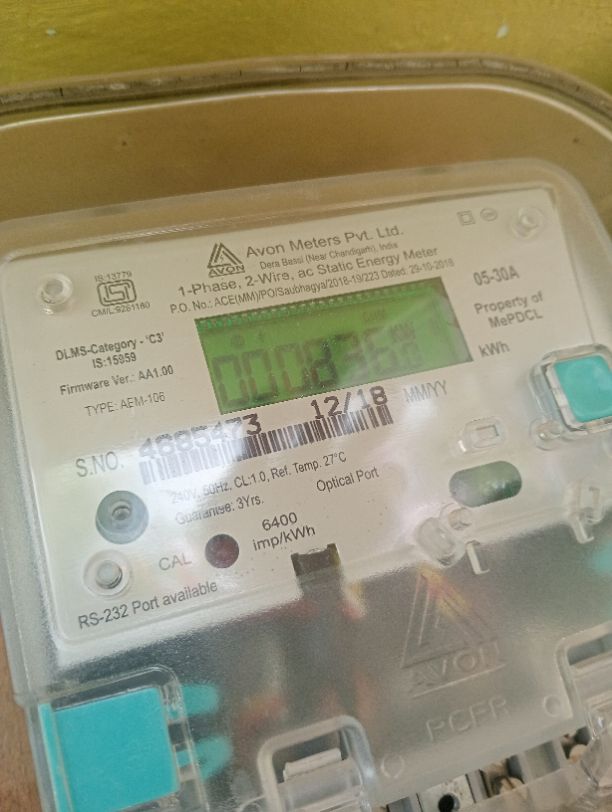 AVON
Avon Meters Pvt. Ltd.
Dera Bassi (Near Chandigarh), India
1-Phase, 2-Wire, ac Static Energy Meter
P.O. No.: ACE(MM)/PO/Saubhagya/2018-19/223 Dated: 29-10-2018
IS:13779
CM/L:9261180
05-30A
Property of
MePDCL
DLMS-Category - 'C3'
IS:15959
Firmware Ver.: AA1.00
TYPE: AEM-106
000836
kWh
S.NO. 4685473 12/18 MM/YY
240V, 50Hz, CL:1.0, Ref. Temp. 27°C
Guarantee: 3Yrs.
Optical Port
CAL
6400
imp/kWh
RS-232 Port available
AVON